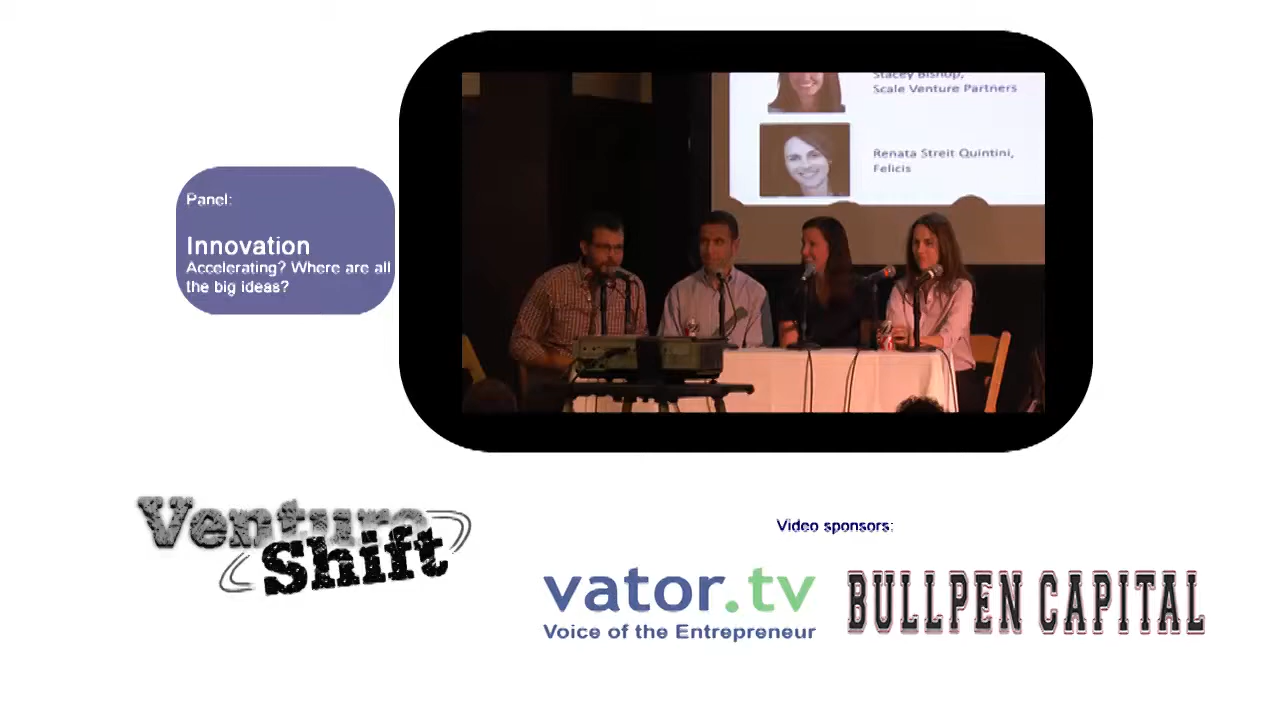 Stacey Bishop,
Scale Venture Partners
Renata Streit Quintini,
Felicis
Panel:
Innovation
Accelerating? Where are all
the big ideas?
Venture
Shift
Video sponsors:
vator.tv
Voice of the Entrepreneur
BULLPEN CAPITAL